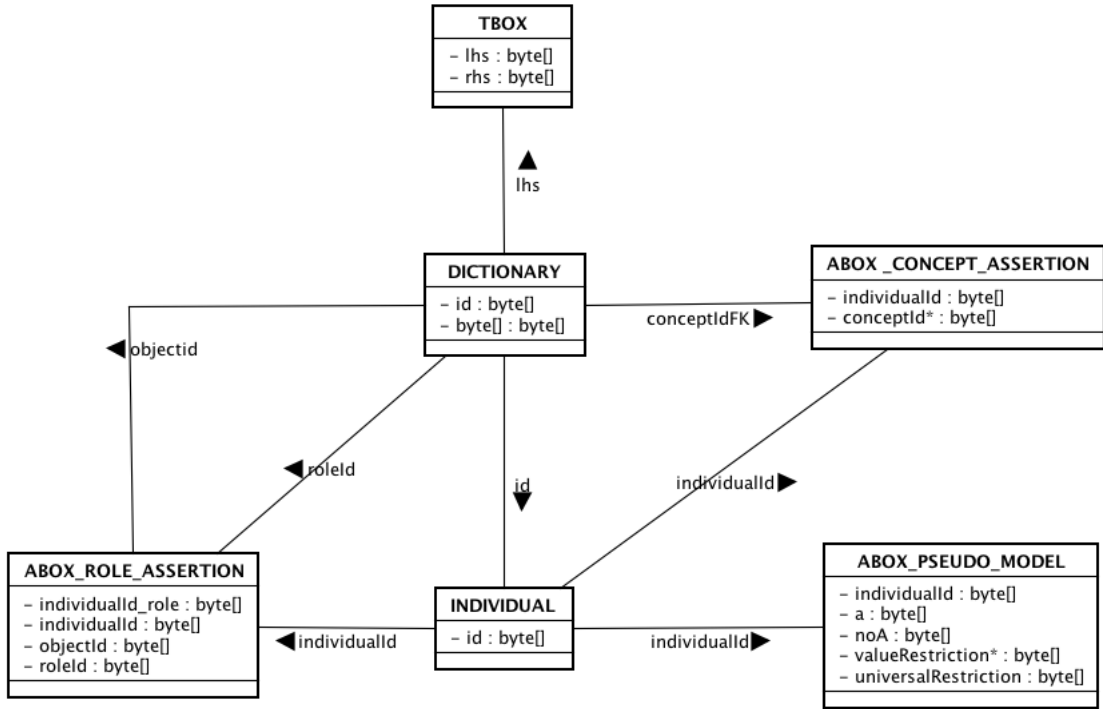 TBOX
– lhs : byte[]
– rhs : byte[]
lhs
DICTIONARY
– id : byte[]
– byte[] : byte[]
conceptIdFK
ABOX _CONCEPT_ASSERTION
– individualId : byte[]
– conceptId* : byte[]
objectid
roleId
id
individualId
ABOX_ROLE_ASSERTION
– individualId_role : byte[]
– individualId : byte[]
– objectId : byte[]
– roleId : byte[]
individualId
INDIVIDUAL
– id : byte[]
individualId
ABOX_PSEUDO_MODEL
– individualId : byte[]
– a : byte[]
– noA : byte[]
– valueRestriction* : byte[]
– universalRestriction : byte[]